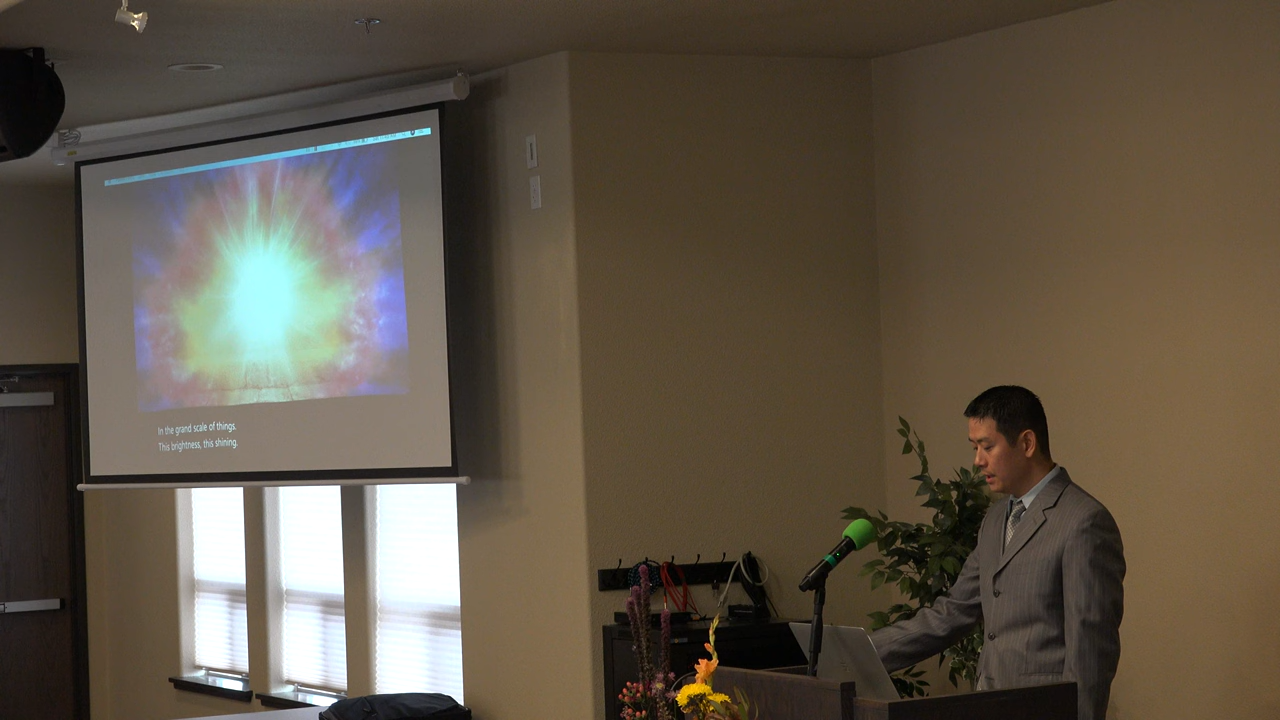 In the grand scale of things.
This brightness, this shining.